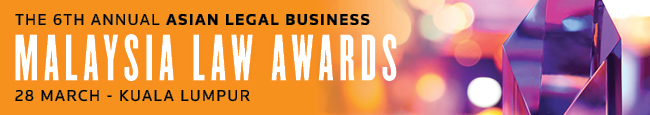 THE 6TH ANNUAL ASIAN LEGAL BUSINESS
MALAYSIA LAW AWARDS
28 MARCH - KUALA LUMPUR